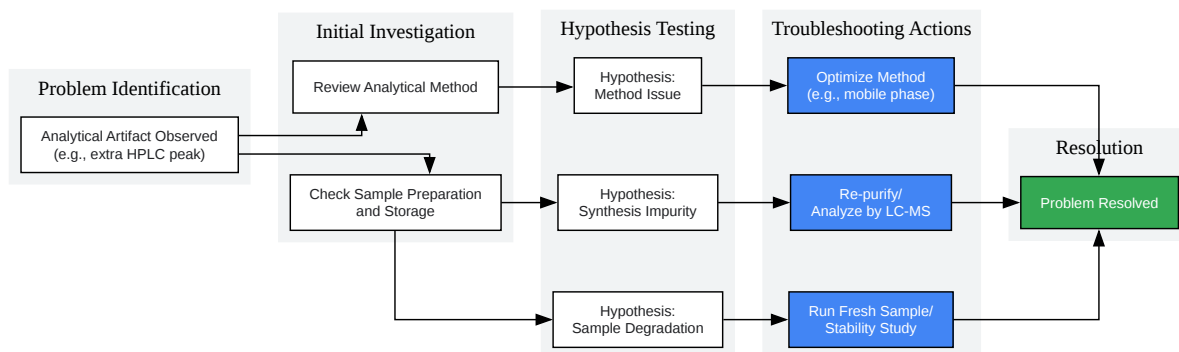 Problem Identification
Analytical Artifact Observed
(e.g., extra HPLC peak)
Initial Investigation
Review Analytical Method
Check Sample Preparation
and Storage
Hypothesis Testing
Hypothesis:
Method Issue
Hypothesis:
Synthesis Impurity
Hypothesis:
Sample Degradation
Troubleshooting Actions
Optimize Method
(e.g., mobile phase)
Re-purify/
Analyze by LC-MS
Run Fresh Sample/
Stability Study
Resolution
Problem Resolved